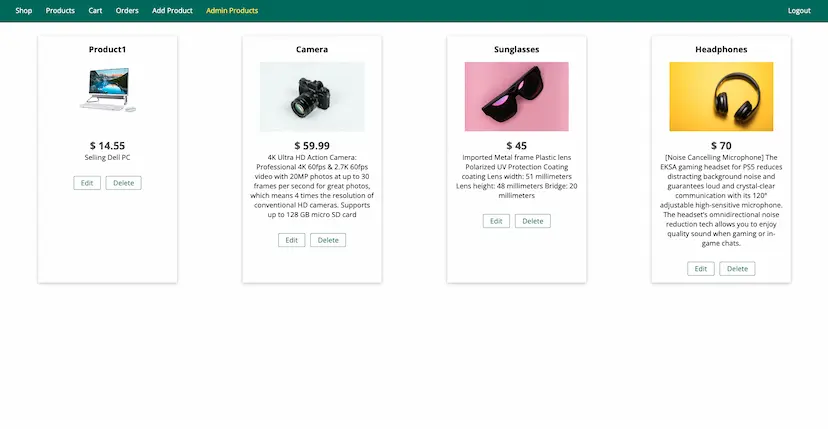 Shop Products Cart Orders Add Product Admin Products Logout
Product1
$ 14.55
Selling Dell PC
Edit Delete
Camera
$ 59.99
4K Ultra HD Action Camera:
Professional 4K 60fps & 2.7K 60fps
video with 20MP photos at up to 30
frames per second for great photos,
which means 4 times the resolution of
conventional HD cameras. Supports
up to 128 GB micro SD card
Edit Delete
Sunglasses
$ 45
Imported Metal frame Plastic lens
Polarized UV Protection Coating
coating Lens width: 51 millimeters
Lens height: 48 millimeters Bridge: 20
millimeters
Edit Delete
Headphones
$ 70
[Noise Cancelling Microphone] The
EKSA gaming headset for PS5 reduces
distracting background noise and
guarantees loud and crystal-clear
communication with its 120°
adjustable high-sensitive microphone.
The headset's omnidirectional noise
reduction tech allows you to enjoy
quality sound when gaming or in-
game chats.
Edit Delete